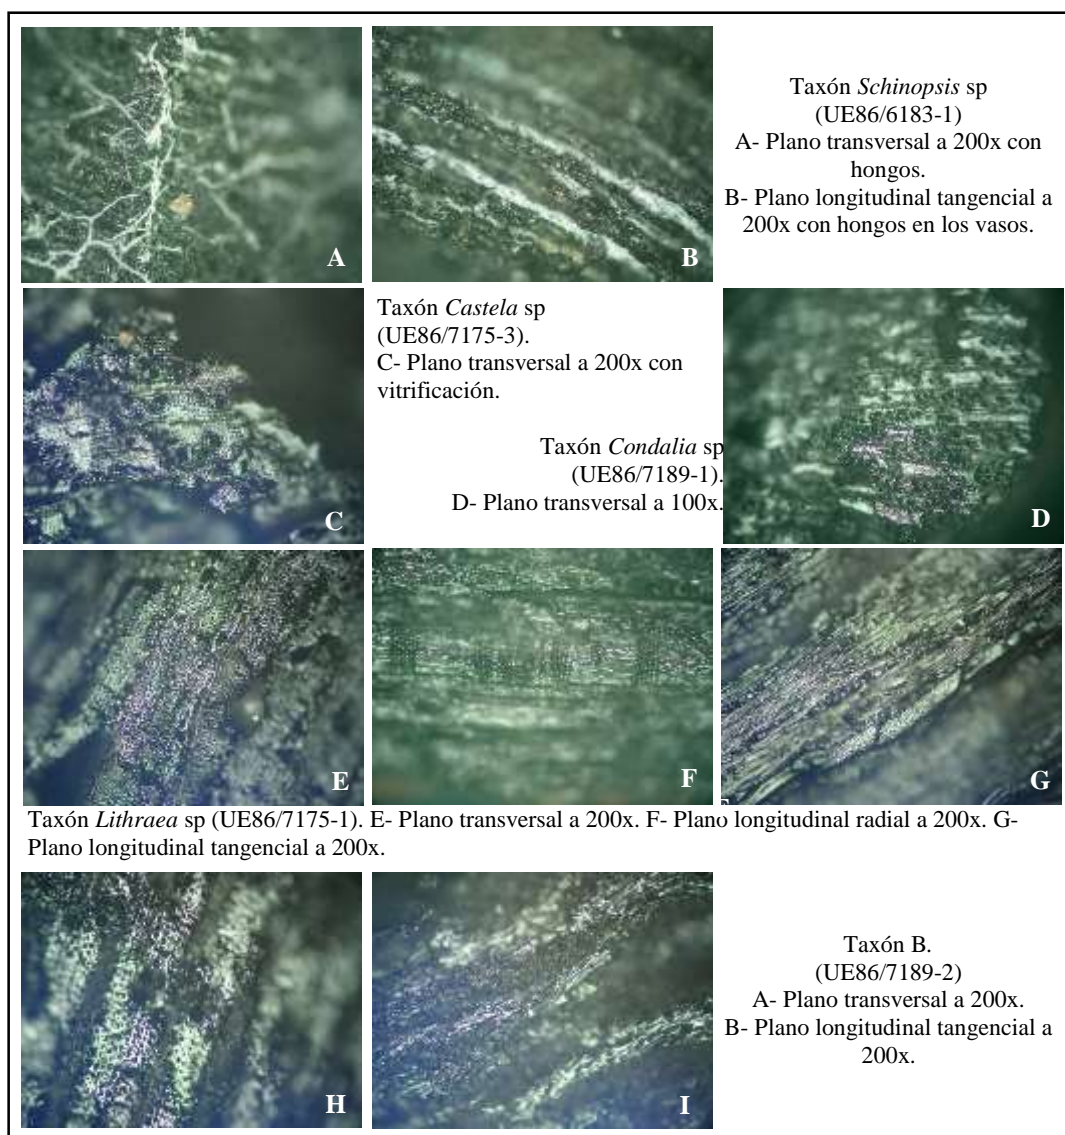 A
B
Taxón Schinopsis sp
(UE86/6183-1)
A- Plano transversal a 200x con
hongos.
B- Plano longitudinal tangencial a
200x con hongos en los vasos.
C
Taxón Castela sp
(UE86/7175-3).
C- Plano transversal a 200x con
vitrificación.
Taxón Condalia sp
(UE86/7189-1).
D- Plano transversal a 100x.
D
E
F
G
Taxón Lithraea sp (UE86/7175-1). E- Plano transversal a 200x. F- Plano longitudinal radial a 200x. G-
Plano longitudinal tangencial a 200x.
H
I
Taxón B.
(UE86/7189-2)
A- Plano transversal a 200x.
B- Plano longitudinal tangencial a
200x.